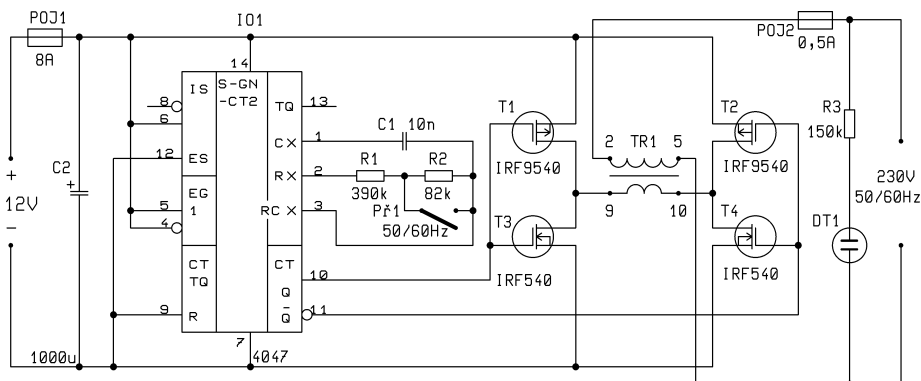 POJ1
8A
IO1
14
S-GN
-CT2
IS
8
6
12
ES
EG
1
5
4
CT
TQ
9
R
TQ
13
CX
1
RX
2
RC X
3
CT
Q
10
Q̅
11
7
4047
C1 10n
R1
390k
R2
82k
Př1
50/60Hz
C2
+
1000u
+
12V
−
T1
IRF9540
T2
IRF9540
T3
IRF540
T4
IRF540
2 TR1 5
9 10
POJ2
0,5A
R3
150k
DT1
230V
50/60Hz